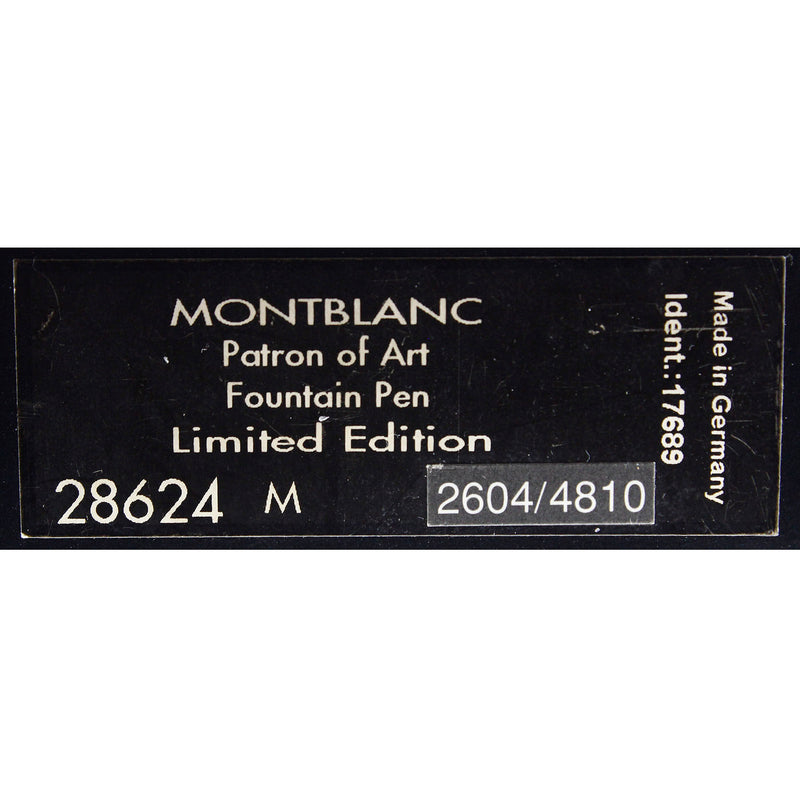 MONTBLANC
Patron of Art
Fountain Pen
Limited Edition
28624 M
2604/4810
Made in Germany
Ident.:17689